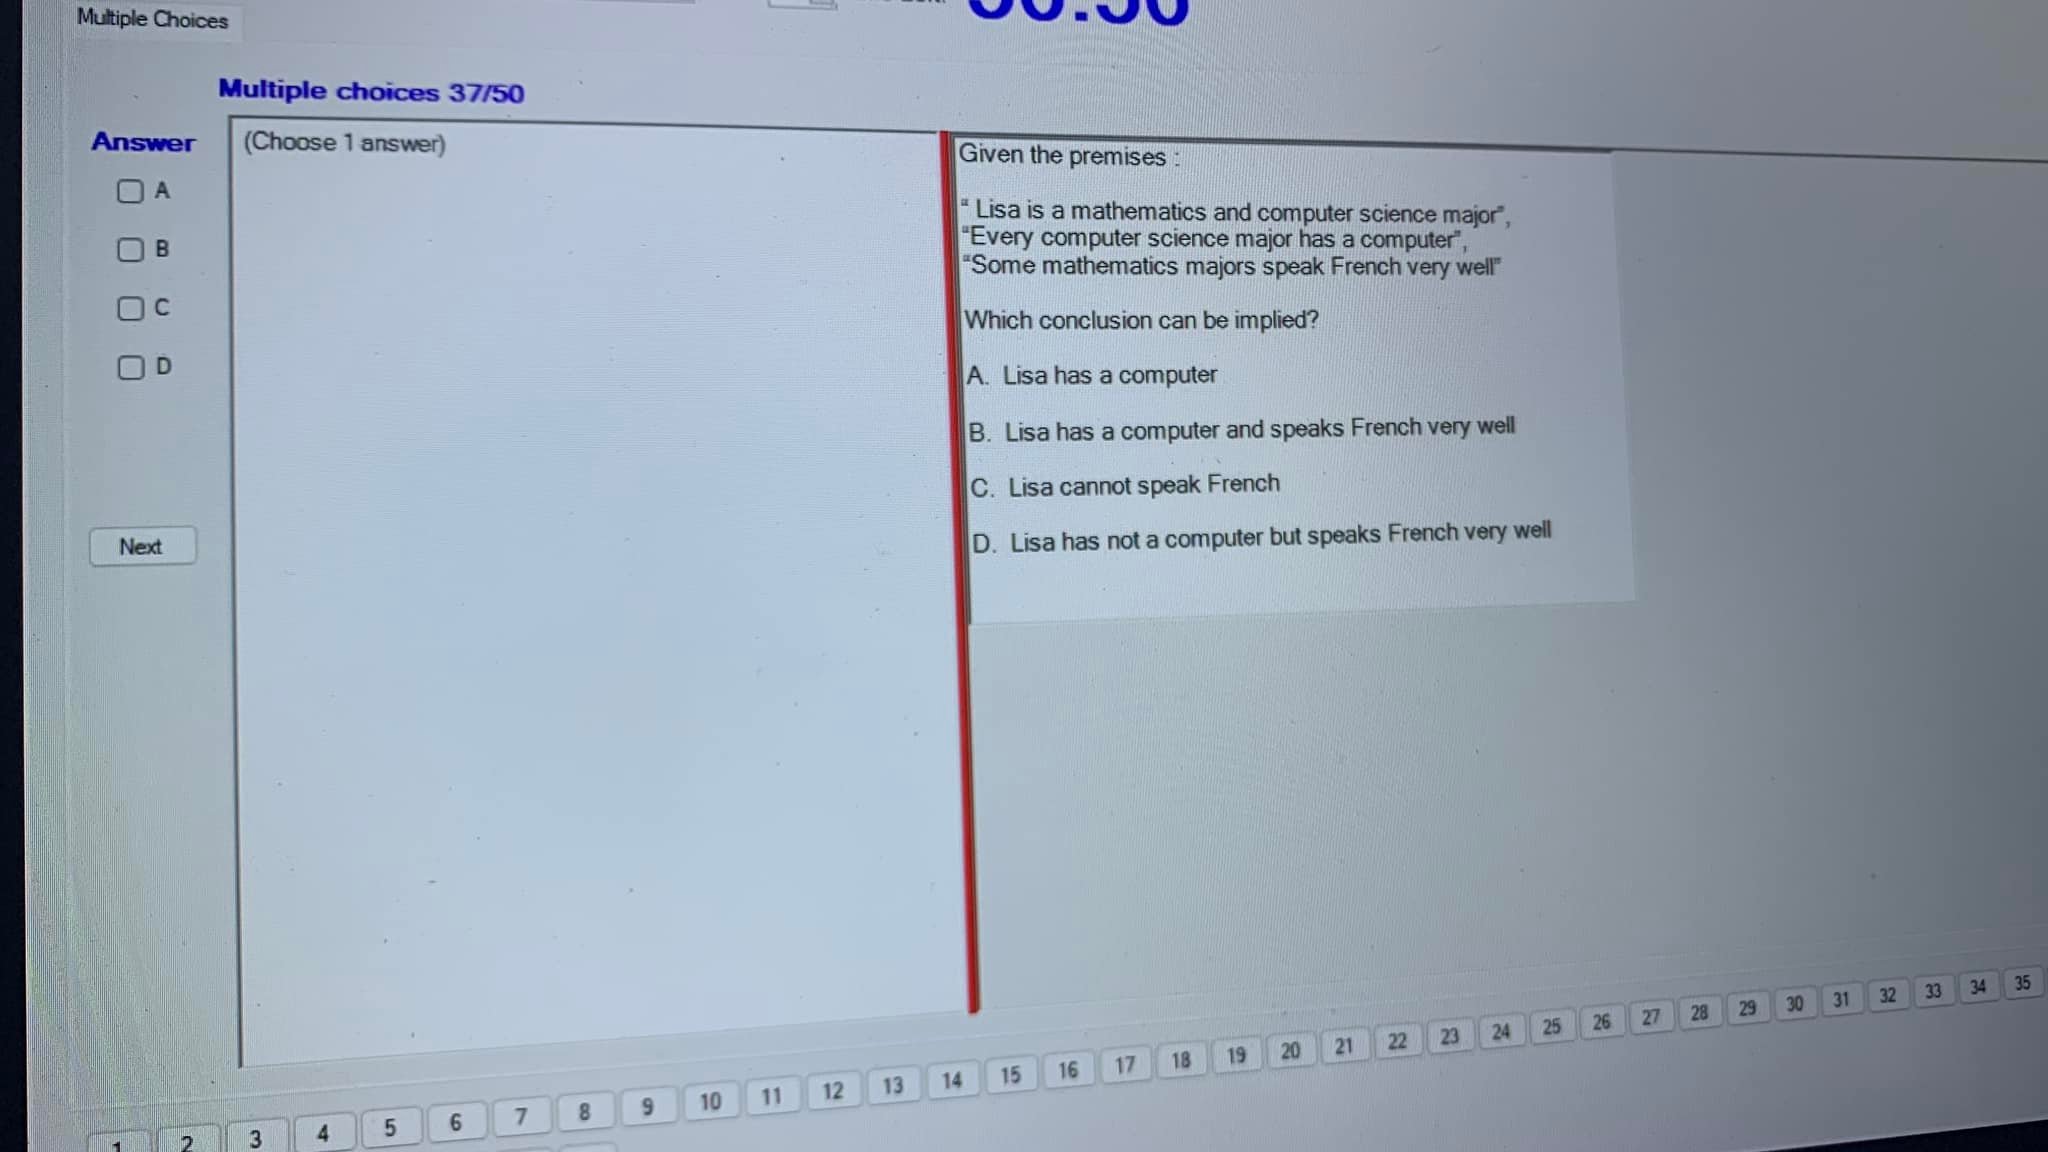 Multiple Choices
Multiple choices 37/50
Answer
A
B
C
D
Next
(Choose 1 answer)
Given the premises :
“ Lisa is a mathematics and computer science major”,
“Every computer science major has a computer”,
“Some mathematics majors speak French very well”
Which conclusion can be implied?
A. Lisa has a computer
B. Lisa has a computer and speaks French very well
C. Lisa cannot speak French
D. Lisa has not a computer but speaks French very well
1 2 3 4 5 6 7 8 9 10 11 12 13 14 15 16 17 18 19 20 21 22 23 24 25 26 27 28 29 30 31 32 33 34 35